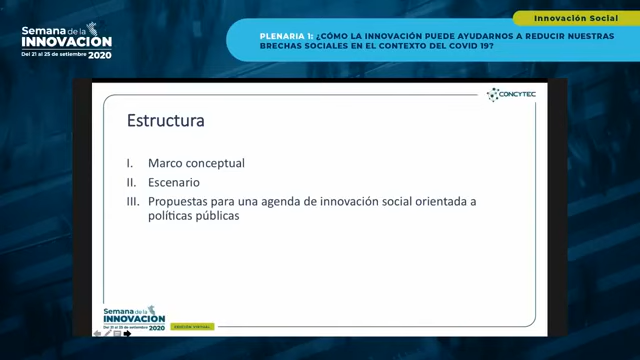 Innovación Social
Semana de la
INNOVACIÓN
Del 21 al 25 de setiembre 2020
PLENARIA 1: ¿CÓMO LA INNOVACIÓN PUEDE AYUDARNOS A REDUCIR NUESTRAS
BRECHAS SOCIALES EN EL CONTEXTO DEL COVID 19?
CONCYTEC
Estructura
I. Marco conceptual
II. Escenario
III. Propuestas para una agenda de innovación social orientada a
políticas públicas
Semana de la
INNOVACIÓN
Del 21 al 25 de setiembre 2020
EDICIÓN VIRTUAL